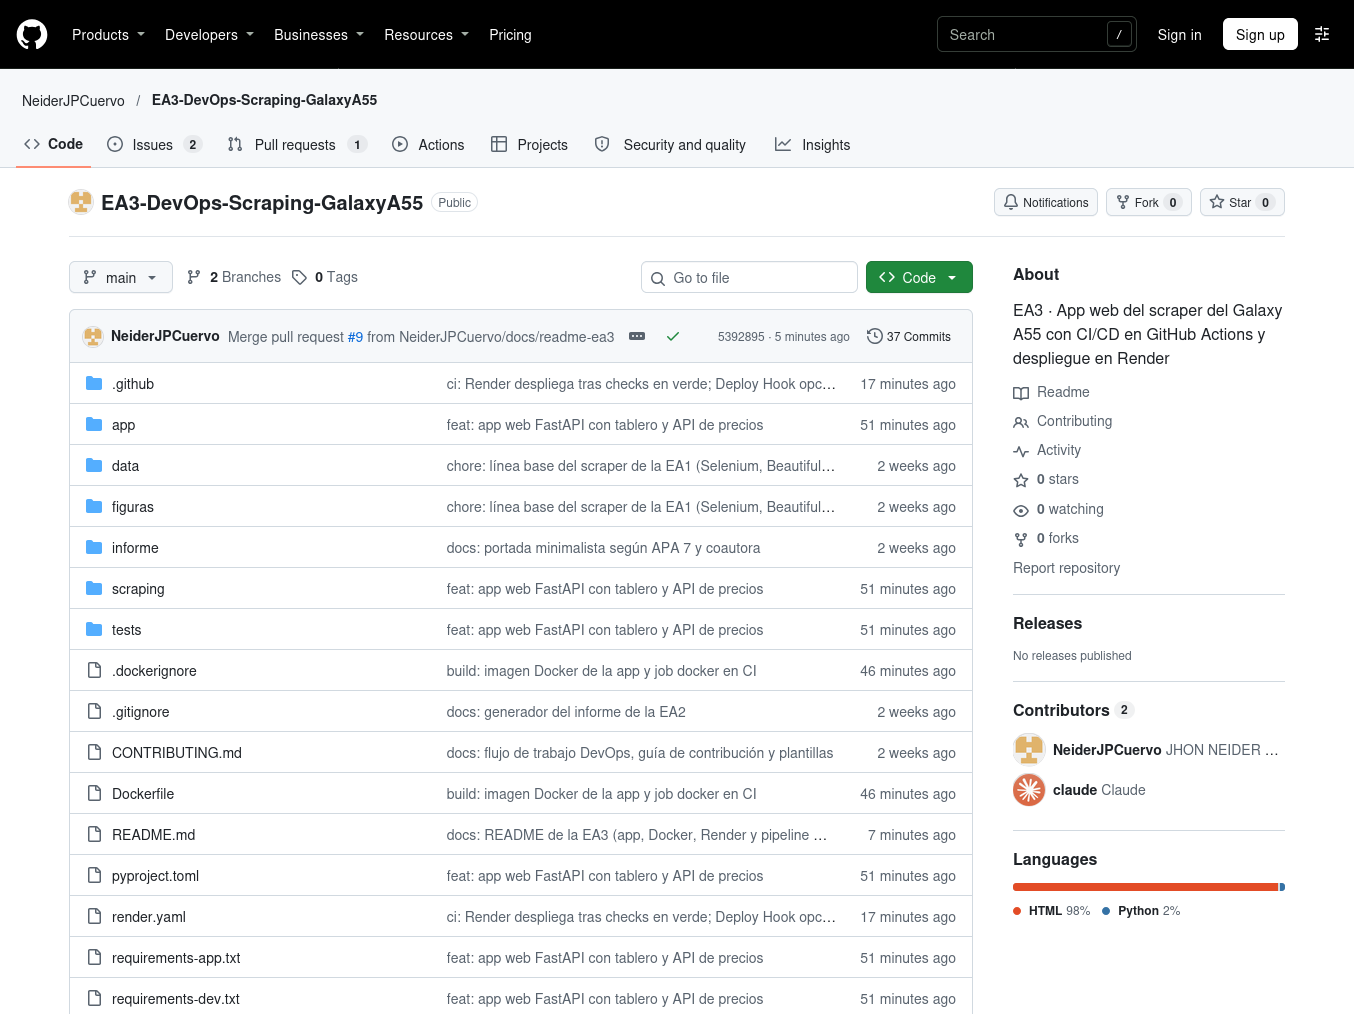 Products Developers Businesses Resources Pricing Search / Sign in Sign up
NeiderJPCuervo / EA3-DevOps-Scraping-GalaxyA55
Code Issues 2 Pull requests 1 Actions Projects Security and quality Insights
EA3-DevOps-Scraping-GalaxyA55 Public Notifications Fork 0 Star 0
main 2 Branches 0 Tags Go to file Code
NeiderJPCuervo Merge pull request #9 from NeiderJPCuervo/docs/readme-ea3 5392895 · 5 minutes ago 37 Commits
.github ci: Render despliega tras checks en verde; Deploy Hook opc… 17 minutes ago
app feat: app web FastAPI con tablero y API de precios 51 minutes ago
data chore: línea base del scraper de la EA1 (Selenium, Beautiful… 2 weeks ago
figuras chore: línea base del scraper de la EA1 (Selenium, Beautiful… 2 weeks ago
informe docs: portada minimalista según APA 7 y coautora 2 weeks ago
scraping feat: app web FastAPI con tablero y API de precios 51 minutes ago
tests feat: app web FastAPI con tablero y API de precios 51 minutes ago
.dockerignore build: imagen Docker de la app y job docker en CI 46 minutes ago
.gitignore docs: generador del informe de la EA2 2 weeks ago
CONTRIBUTING.md docs: flujo de trabajo DevOps, guía de contribución y plantillas 2 weeks ago
Dockerfile build: imagen Docker de la app y job docker en CI 46 minutes ago
README.md docs: README de la EA3 (app, Docker, Render y pipeline … 7 minutes ago
pyproject.toml feat: app web FastAPI con tablero y API de precios 51 minutes ago
render.yaml ci: Render despliega tras checks en verde; Deploy Hook opc… 17 minutes ago
requirements-app.txt feat: app web FastAPI con tablero y API de precios 51 minutes ago
requirements-dev.txt feat: app web FastAPI con tablero y API de precios 51 minutes ago
About
EA3 · App web del scraper del Galaxy
A55 con CI/CD en GitHub Actions y
despliegue en Render
Readme
Contributing
Activity
0 stars
0 watching
0 forks
Report repository
Releases
No releases published
Contributors 2
NeiderJPCuervo JHON NEIDER …
claude Claude
Languages
HTML 98% Python 2%